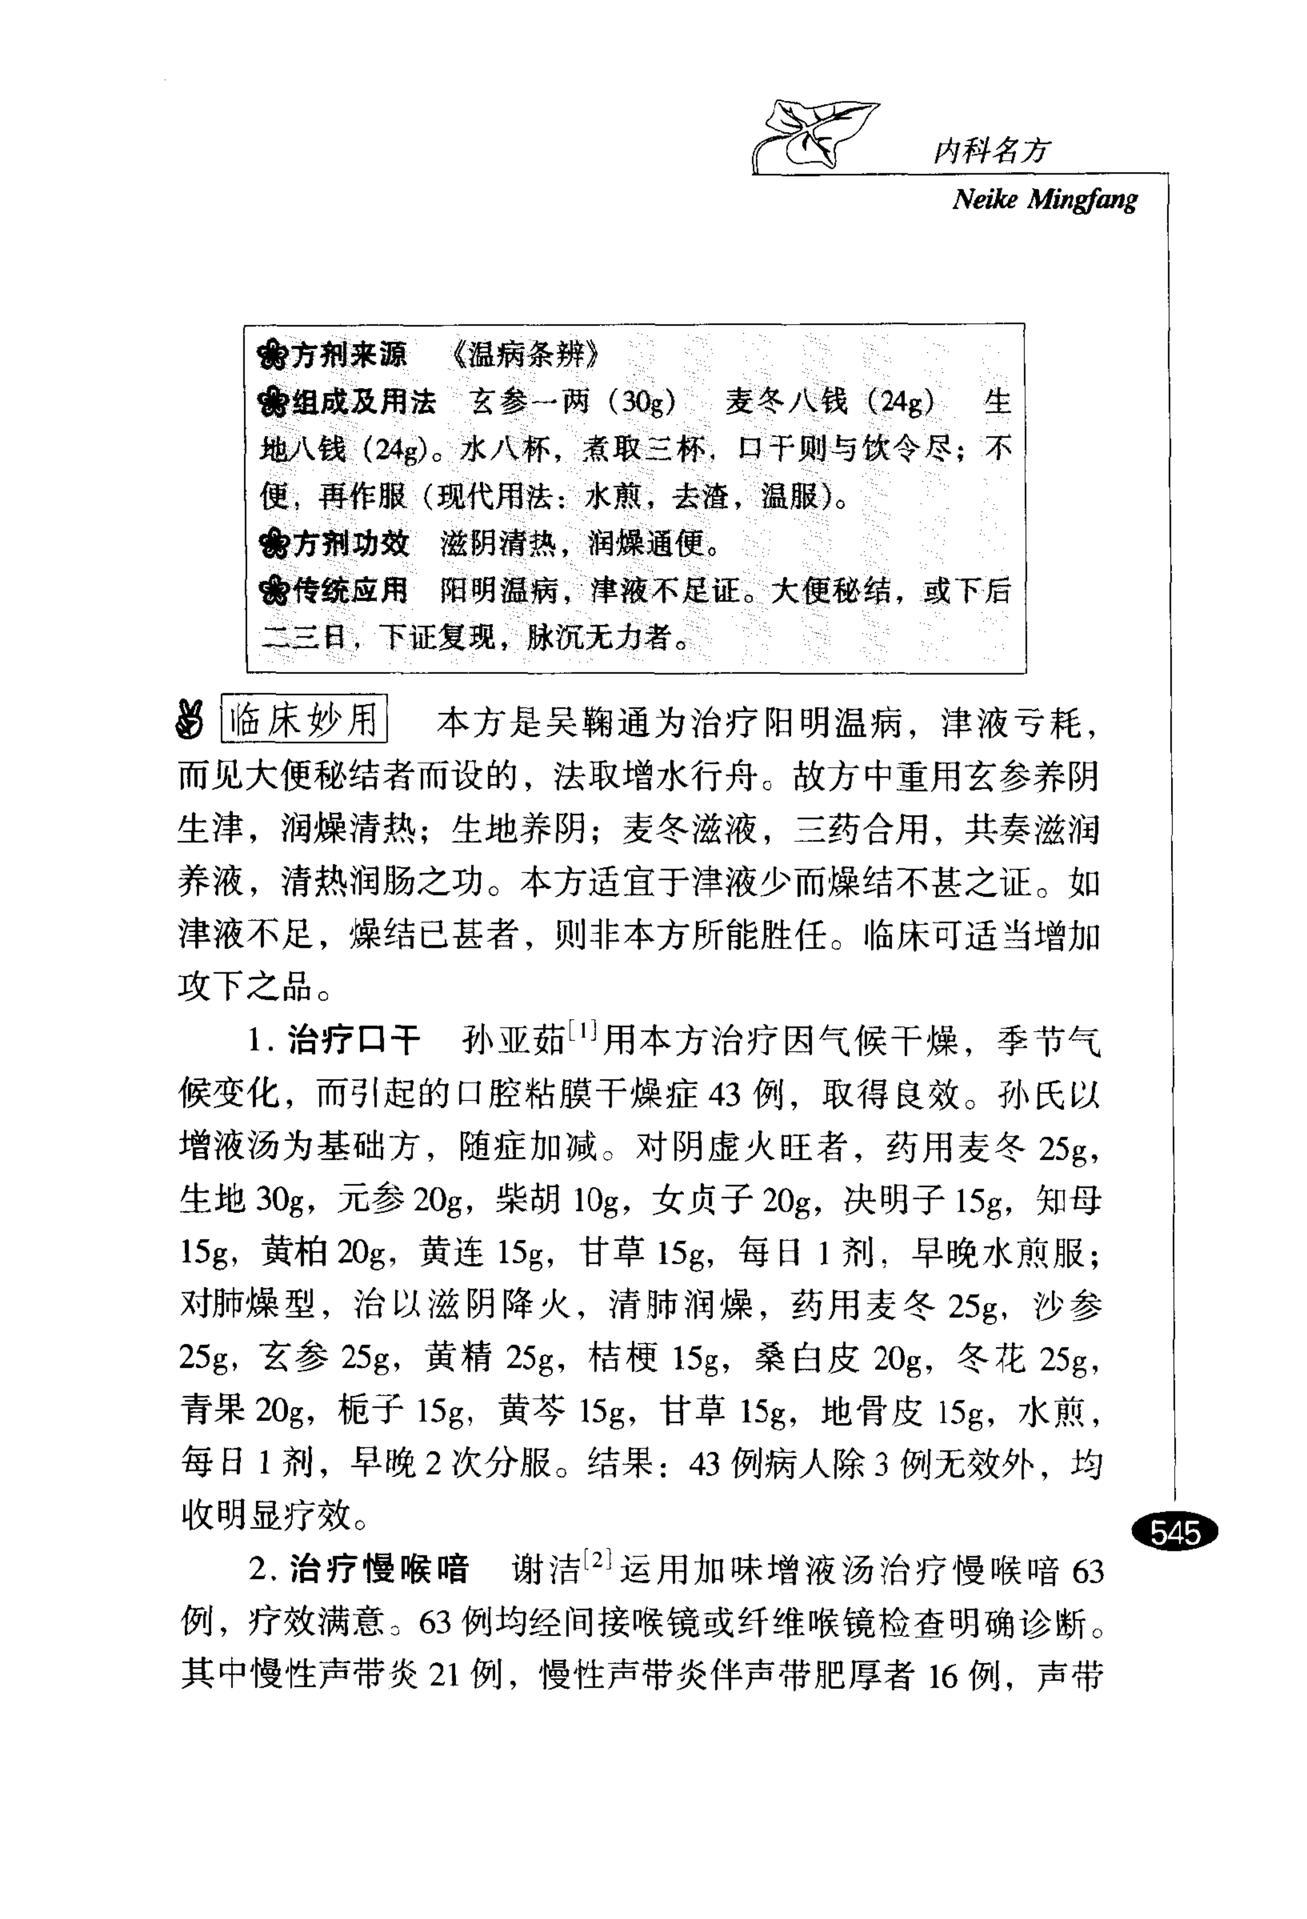 内科名方
Neike Mingfang
方剂来源 《温病条辨》
组成及用法 玄参一两（30g） 麦冬八钱（24g） 生
地八钱（24g）。水八杯，煮取三杯，口干则与饮令尽；不
便，再作服（现代用法：水煎，去渣，温服）。
方剂功效 滋阴清热，润燥通便。
传统应用 阳明温病，津液不足证。大便秘结，或下后
二三日，下证复现，脉沉无力者。
临床妙用 本方是吴鞠通为治疗阳明温病，津液亏耗，
而见大便秘结者而设的，法取增水行舟。故方中重用玄参养阴
生津，润燥清热；生地养阴；麦冬滋液，三药合用，共奏滋润
养液，清热润肠之功。本方适宜于津液少而燥结不甚之证。如
津液不足，燥结已甚者，则非本方所能胜任。临床可适当增加
攻下之品。
1. 治疗口干 孙亚茹[1]用本方治疗因气候干燥，季节气
候变化，而引起的口腔粘膜干燥症 43 例，取得良效。孙氏以
增液汤为基础方，随症加减。对阴虚火旺者，药用麦冬 25g，
生地 30g，元参 20g，柴胡 10g，女贞子 20g，决明子 15g，知母
15g，黄柏 20g，黄连 15g，甘草 15g，每日 1 剂，早晚水煎服；
对肺燥型，治以滋阴降火，清肺润燥，药用麦冬 25g，沙参
25g，玄参 25g，黄精 25g，桔梗 15g，桑白皮 20g，冬花 25g，
青果 20g，栀子 15g，黄芩 15g，甘草 15g，地骨皮 15g，水煎，
每日 1 剂，早晚 2 次分服。结果：43 例病人除 3 例无效外，均
收明显疗效。
545
2. 治疗慢喉喑 谢洁[2]运用加味增液汤治疗慢喉喑 63
例，疗效满意。63 例均经间接喉镜或纤维喉镜检查明确诊断。
其中慢性声带炎 21 例，慢性声带炎伴声带肥厚者 16 例，声带